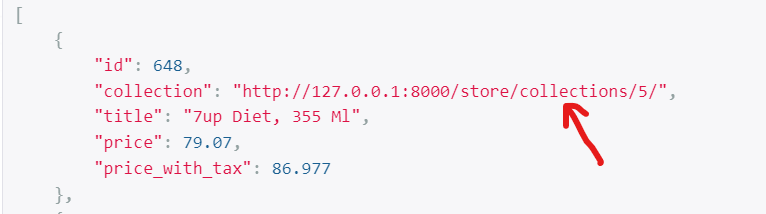 [
{
"id": 648,
"collection": "http://127.0.0.1:8000/store/collections/5/",
"title": "7up Diet, 355 Ml",
"price": 79.07,
"price_with_tax": 86.977
},